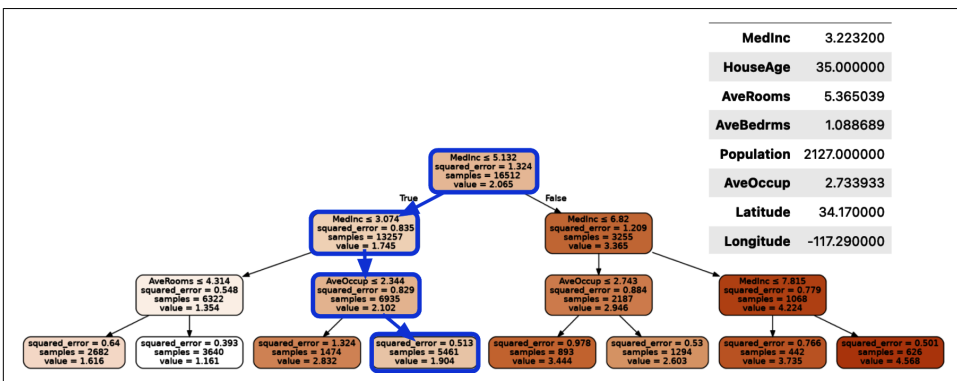 MedInc 3.223200
HouseAge 35.000000
AveRooms 5.365039
AveBedrms 1.088689
Population 2127.000000
AveOccup 2.733933
Latitude 34.170000
Longitude -117.290000
MedInc ≤ 5.132
squared_error = 1.324
samples = 16512
value = 2.065
True
False
MedInc ≤ 3.074
squared_error = 0.835
samples = 13257
value = 1.745
MedInc ≤ 6.82
squared_error = 1.209
samples = 3255
value = 3.365
AveRooms ≤ 4.314
squared_error = 0.548
samples = 6322
value = 1.354
AveOccup ≤ 2.344
squared_error = 0.829
samples = 6935
value = 2.102
AveOccup ≤ 2.743
squared_error = 0.884
samples = 2187
value = 2.946
MedInc ≤ 7.815
squared_error = 0.779
samples = 1068
value = 4.224
squared_error = 0.64
samples = 2682
value = 1.616
squared_error = 0.393
samples = 3640
value = 1.161
squared_error = 1.324
samples = 1474
value = 2.832
squared_error = 0.513
samples = 5461
value = 1.904
squared_error = 0.978
samples = 893
value = 3.444
squared_error = 0.53
samples = 1294
value = 2.603
squared_error = 0.766
samples = 442
value = 3.735
squared_error = 0.501
samples = 626
value = 4.568